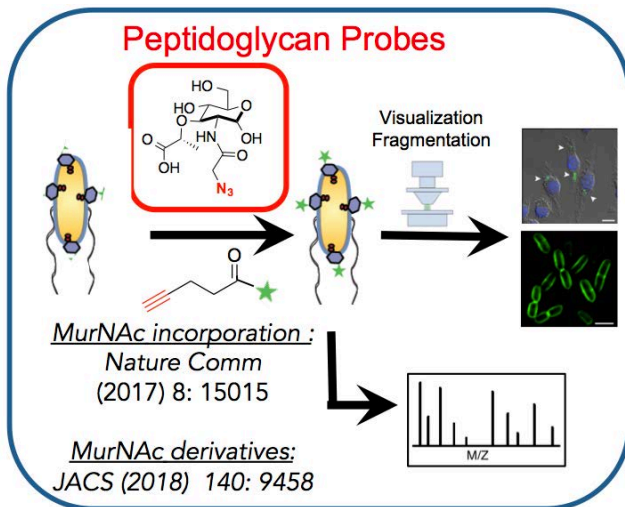 Peptidoglycan Probes
HO
HO
O
O
HN
OH
O
OH
O
N3
Visualization
Fragmentation
O
MurNAc incorporation :
Nature Comm
(2017) 8: 15015
M/Z
MurNAc derivatives:
JACS (2018) 140: 9458